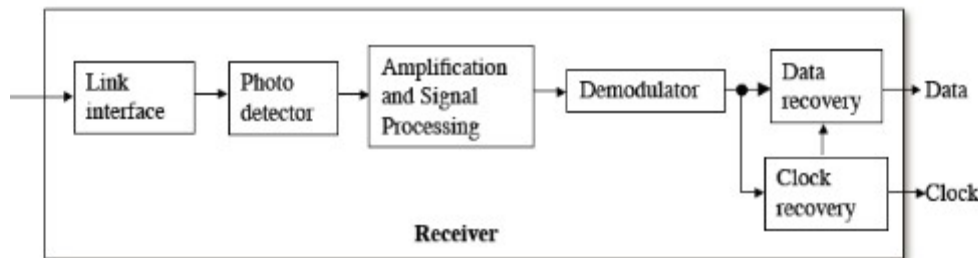 Link
interface
Photo
detector
Amplification
and Signal
Processing
Demodulator
Data
recovery
Data
Clock
recovery
Clock
Receiver